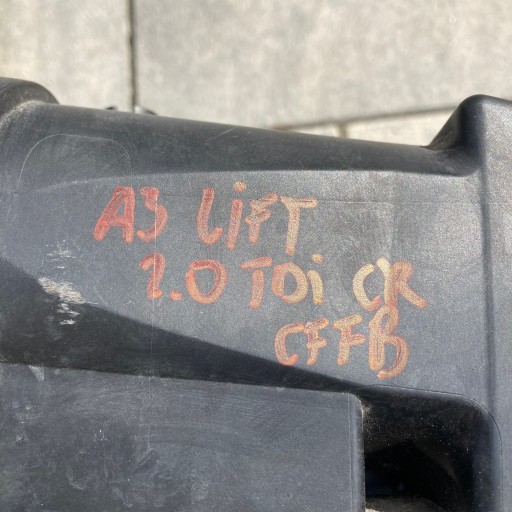 A3 LiFT
2.0 TDi CR
CFFB